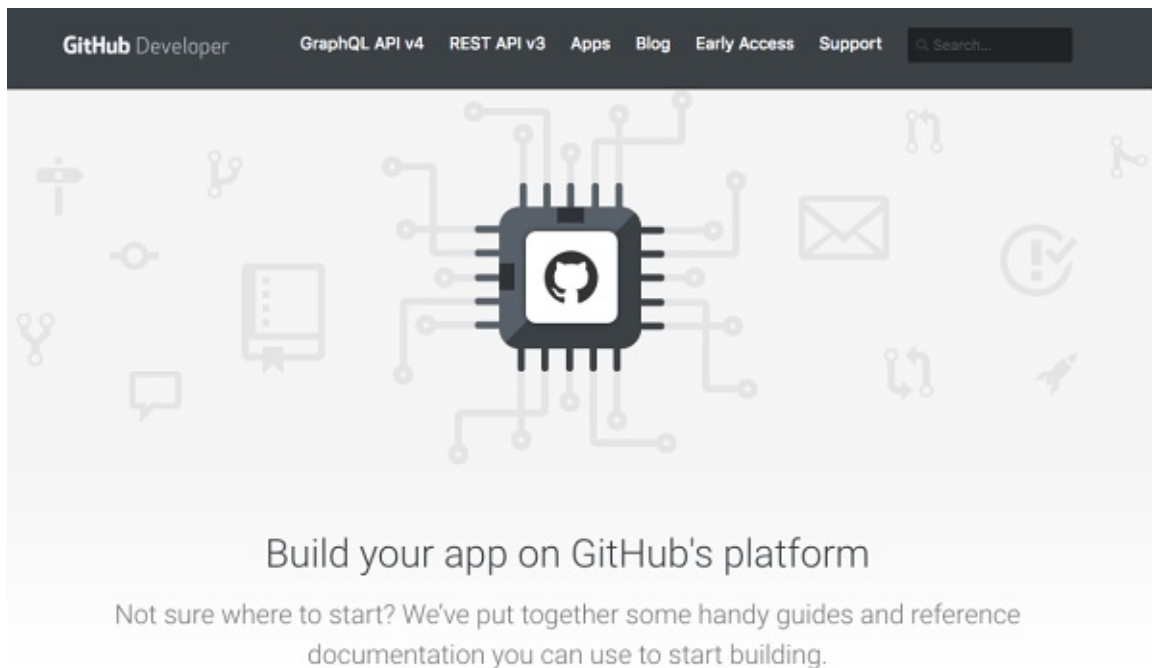 GitHub Developer GraphQL API v4 REST API v3 Apps Blog Early Access Support Search...
Build your app on GitHub's platform
Not sure where to start? We've put together some handy guides and reference
documentation you can use to start building.